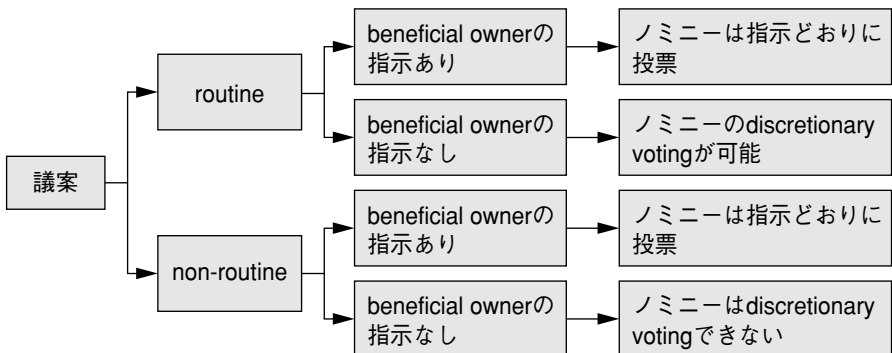 議案
routine
beneficial ownerの
指示あり
ノミニーは指示どおりに
投票
beneficial ownerの
指示なし
ノミニーのdiscretionary
votingが可能
non-routine
beneficial ownerの
指示あり
ノミニーは指示どおりに
投票
beneficial ownerの
指示なし
ノミニーはdiscretionary
votingできない